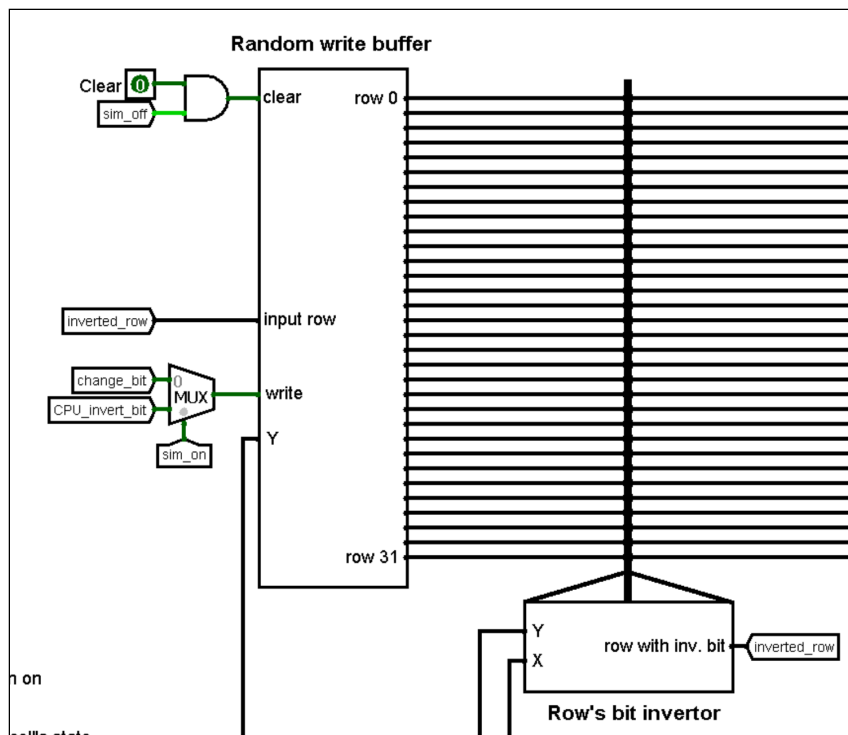 Random write buffer
Clear 0
clear
row 0
sim_off
inverted_row
input row
change_bit
0
MUX
write
CPU_invert_bit
Y
sim_on
row 31
Y
row with inv. bit
inverted_row
X
n on
Row's bit invertor